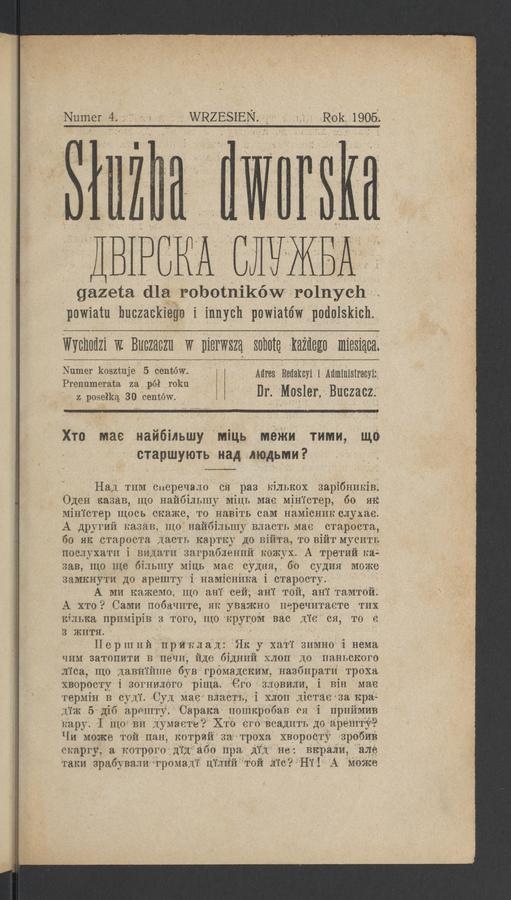 Numer 4. WRZESIEŃ. Rok 1905.
Służba dworska
ДВІРСКА СЛУЖБА
gazeta dla robotników rolnych
powiatu buczackiego i innych powiatów podolskich.
Wychodzi w Buczaczu w pierwszą sobotę każdego miesiąca.
Numer kosztuje 5 centów.
Prenumerata za pół roku
z posełką 30 centów.
Adres Redakcyi i Administracyi:
Dr. Mosler, Buczacz.
Хто має найбільшу міць межи тими, що
старшують над людьми?
Над тим сперечало ся раз кількох зарібників.
Оден казав, що найбільшу міць має мінїстер, бо як
мінїстер щось скаже, то навіть сам намісник слухає.
А другий казав, що найбільшу власть має староста,
бо як староста дасть картку до війта, то війт мусить
послухати і видати заграблений кожух. А третий ка-
зав, що ще більшу міць має судия, бо судия може
замкнути до арешту і намісника і старосту.
А ми кажемо, що анї сей, анї той, анї тамтой.
А хто? Сами побачите, як уважно перечитаєте тих
кілька примірів з того, що кругом вас дїє ся, то є
з житя.
Перший приклад: Як у хатї зимно і нема
чим затопити в печи, йде бідний хлоп до панського
лїса, що давнїйше був громадским, назбирати троха
хворосту і зогнилого ріща. Єго зловили, і він має
термін в судї. Суд має власть, і хлоп дістає за кра-
дїж 5 діб арешту. Сарака пошкробав ся і приймив
кару. І що ви думаєте? Хто єго всадить до арешту?
Чи може той пан, котрий за троха хворосту зробив
скаргу, а котрого дїд або пра дїд не: вкрали, але
таки зрабували громадї цїлий той лїс? Нї! А може